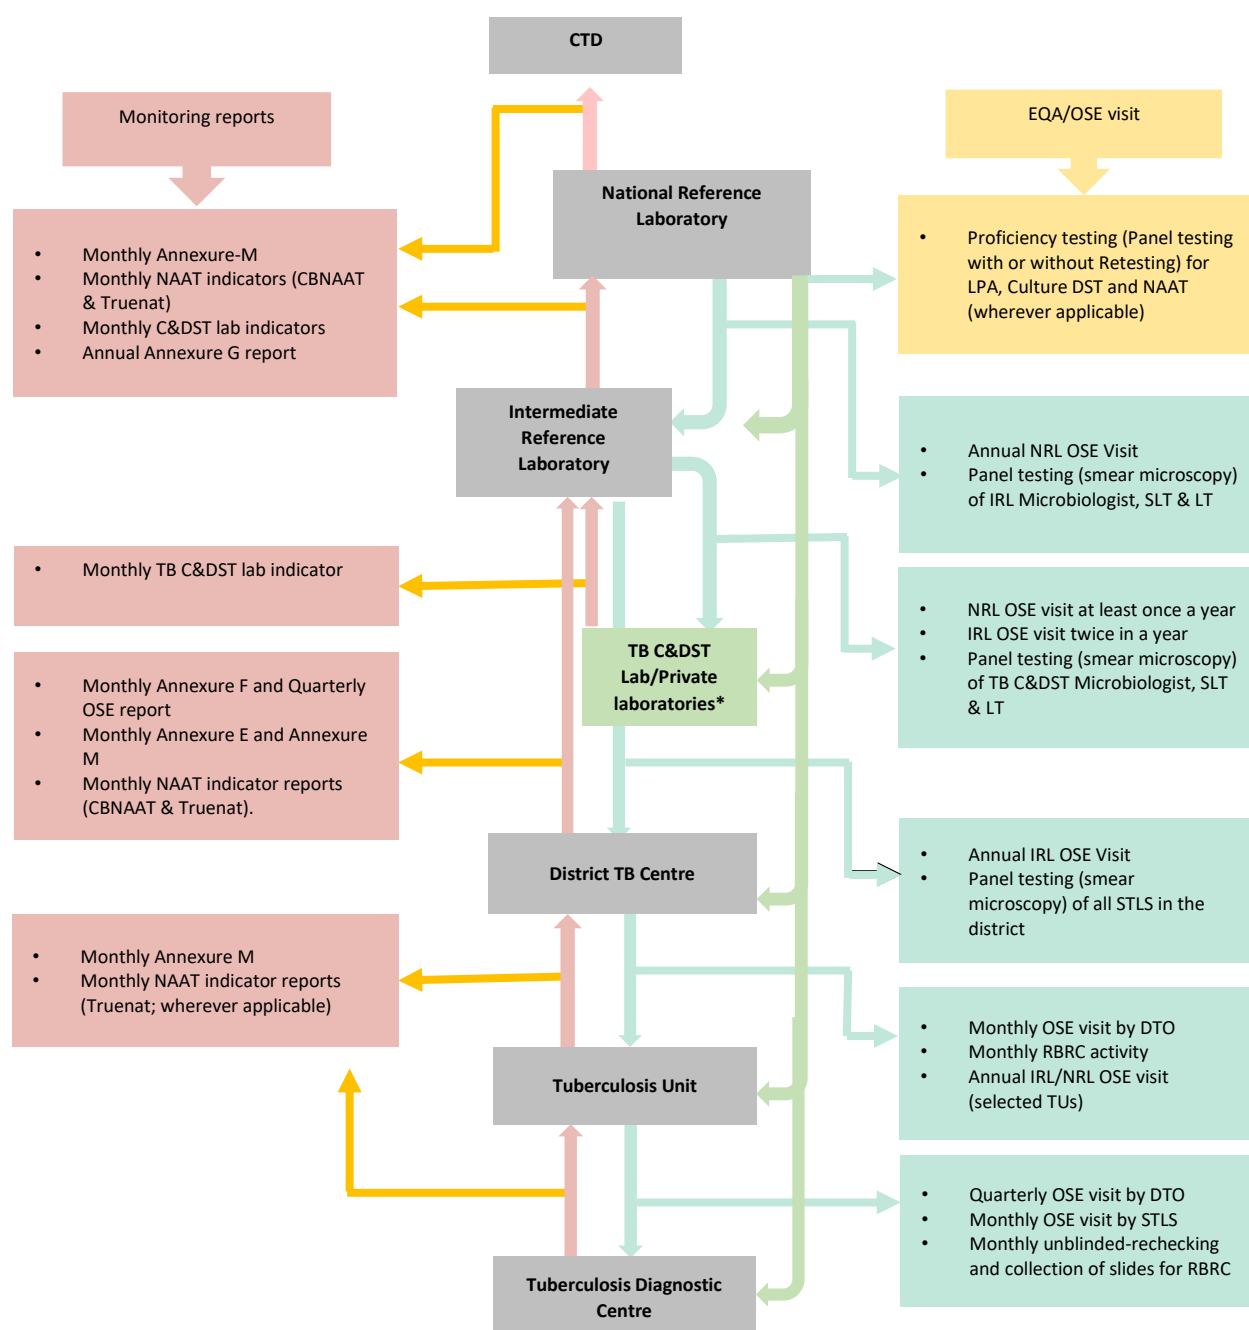 CTD
Monitoring reports
EQA/OSE visit
National Reference
Laboratory
• Monthly Annexure-M
• Monthly NAAT indicators (CBNAAT
& Truenat)
• Monthly C&DST lab indicators
• Annual Annexure G report
• Proficiency testing (Panel testing
with or without Retesting) for
LPA, Culture DST and NAAT
(wherever applicable)
Intermediate
Reference
Laboratory
• Annual NRL OSE Visit
• Panel testing (smear microscopy)
of IRL Microbiologist, SLT & LT
• Monthly TB C&DST lab indicator
• NRL OSE visit at least once a year
• IRL OSE visit twice in a year
• Panel testing (smear microscopy)
of TB C&DST Microbiologist, SLT
& LT
TB C&DST
Lab/Private
laboratories*
• Monthly Annexure F and Quarterly
OSE report
• Monthly Annexure E and Annexure
M
• Monthly NAAT indicator reports
(CBNAAT & Truenat).
District TB Centre
• Annual IRL OSE Visit
• Panel testing (smear
microscopy) of all STLS in the
district
• Monthly Annexure M
• Monthly NAAT indicator reports
(Truenat; wherever applicable)
• Monthly OSE visit by DTO
• Monthly RBRC activity
• Annual IRL/NRL OSE visit
(selected TUs)
Tuberculosis Unit
• Quarterly OSE visit by DTO
• Monthly OSE visit by STLS
• Monthly unblinded-rechecking
and collection of slides for RBRC
Tuberculosis Diagnostic
Centre